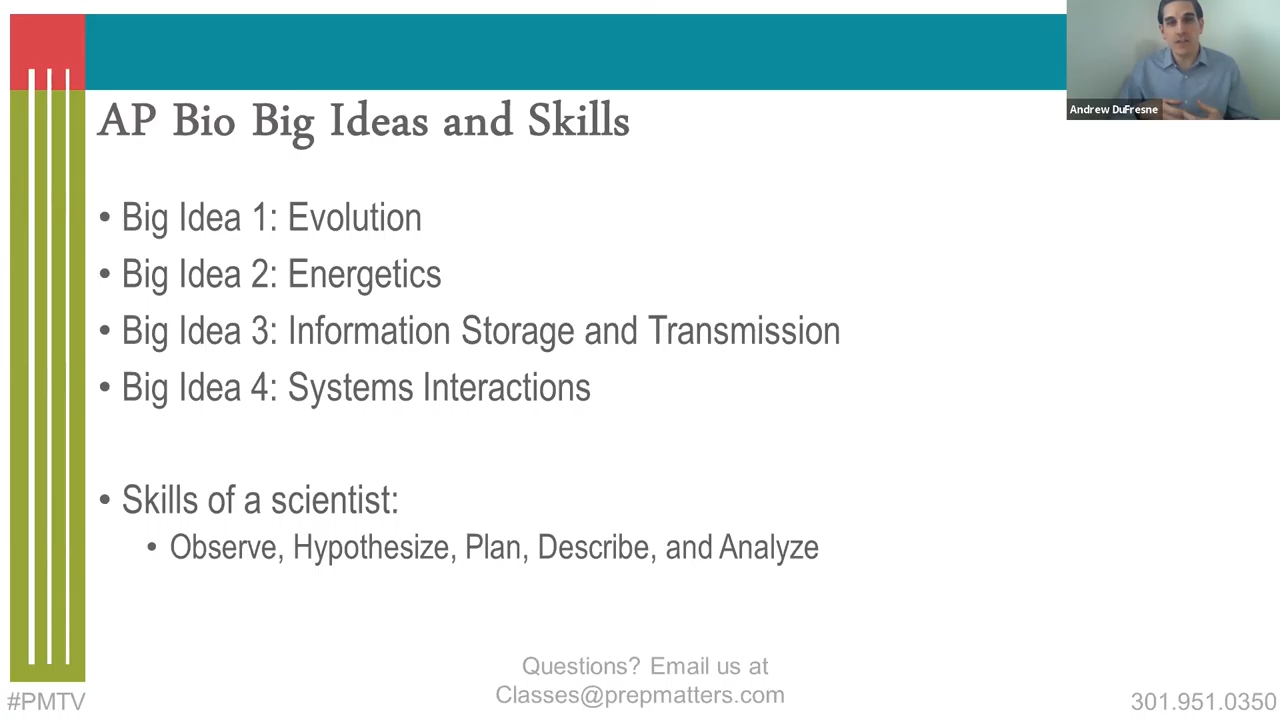 Andrew DuFresne
AP Bio Big Ideas and Skills
• Big Idea 1: Evolution
• Big Idea 2: Energetics
• Big Idea 3: Information Storage and Transmission
• Big Idea 4: Systems Interactions
• Skills of a scientist:
• Observe, Hypothesize, Plan, Describe, and Analyze
Questions? Email us at
Classes@prepmatters.com
#PMTV
301.951.0350